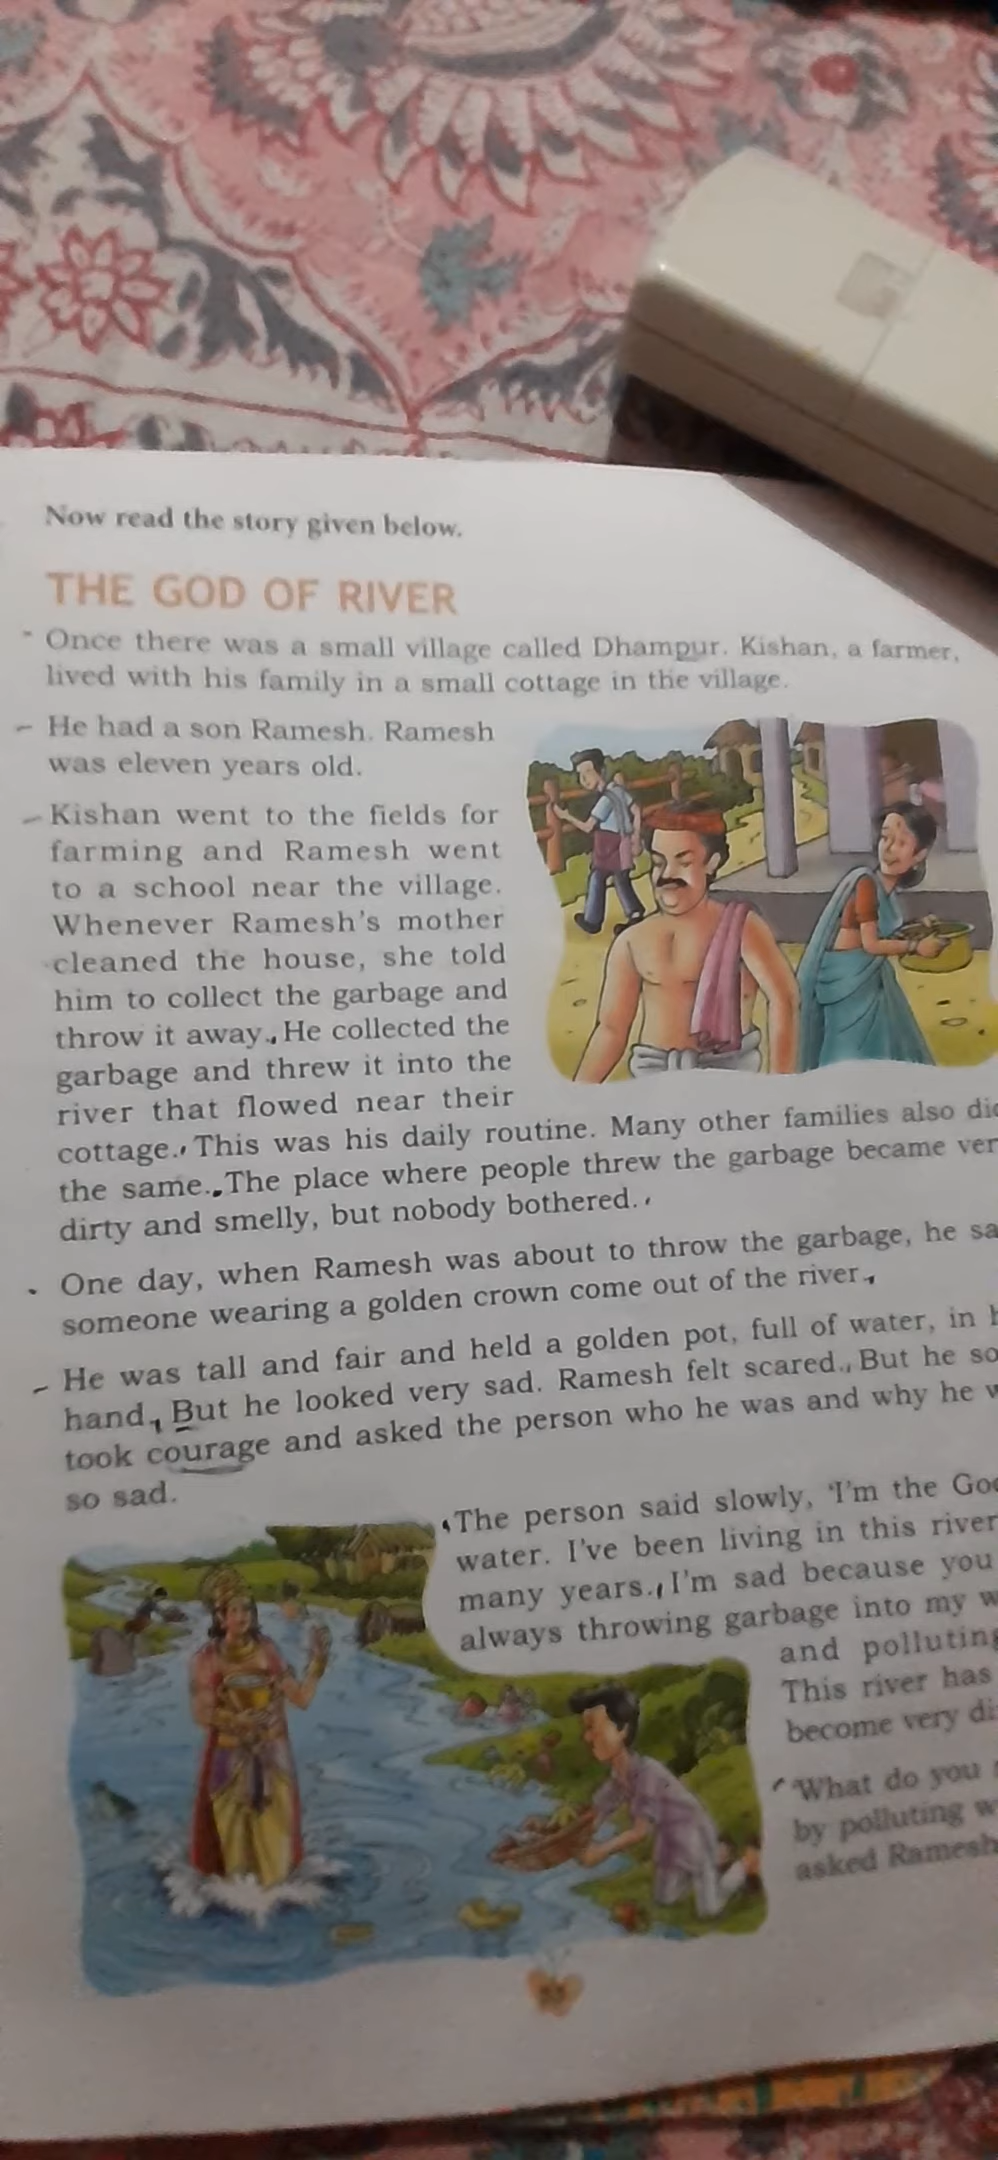 Now read the story given below.
THE GOD OF RIVER
Once there was a small village called Dhampur. Kishan, a farmer,
lived with his family in a small cottage in the village.
He had a son Ramesh. Ramesh
was eleven years old.
Kishan went to the fields for
farming and Ramesh went
to a school near the village.
Whenever Ramesh's mother
cleaned the house, she told
him to collect the garbage and
throw it away. He collected the
garbage and threw it into the
river that flowed near their
cottage. This was his daily routine. Many other families also
the same. The place where people threw the garbage became
dirty and smelly, but nobody bothered.
One day, when Ramesh was about to throw the garbage, he
someone wearing a golden crown come out of the river.
He was tall and fair and held a golden pot, full of water, in
hand. But he looked very sad. Ramesh felt scared. But he
took courage and asked the person who he was and why he
so sad.
The person said slowly, 'I'm the
water. I've been living in this river
many years. I'm sad because you
always throwing garbage into my
and
This river has
become very
'What do you
by polluting
asked Ramesh